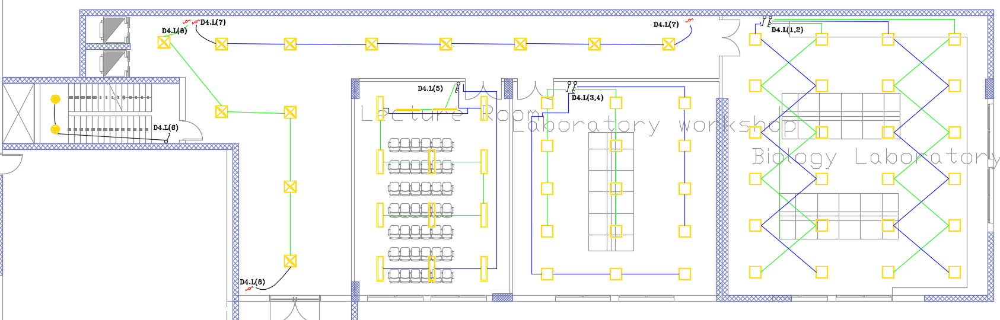 D4.L(8)
D4.L(7)
D4.L(7)
D4.L(1,2)
D4.L(5)
D4.L(3,4)
Lecture Room
Laboratory workshop
D4.L(6)
Biology Laboratory
D4.L(8)